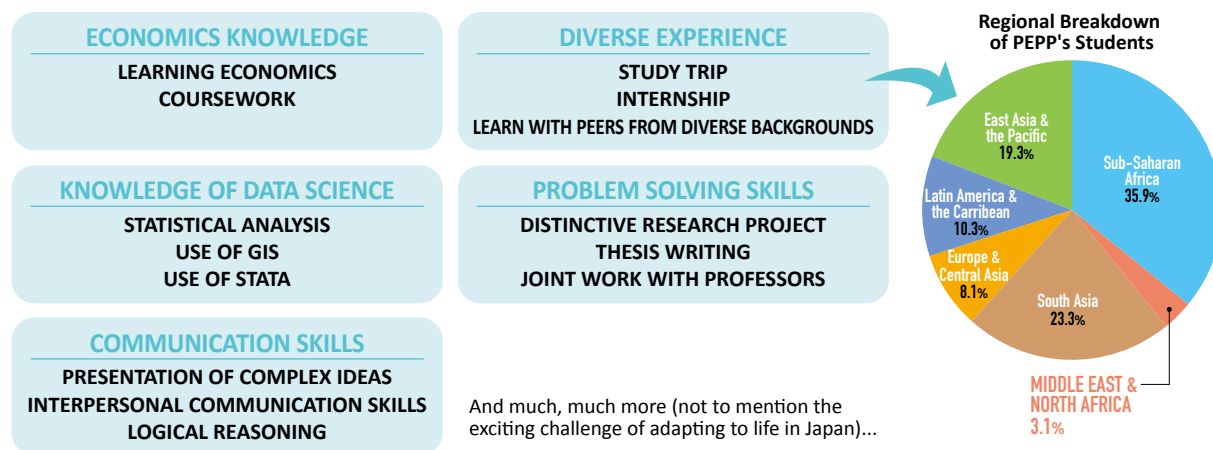 ECONOMICS KNOWLEDGE
LEARNING ECONOMICS
COURSEWORK
DIVERSE EXPERIENCE
STUDY TRIP
INTERNSHIP
LEARN WITH PEERS FROM DIVERSE BACKGROUNDS
KNOWLEDGE OF DATA SCIENCE
STATISTICAL ANALYSIS
USE OF GIS
USE OF STATA
PROBLEM SOLVING SKILLS
DISTINCTIVE RESEARCH PROJECT
THESIS WRITING
JOINT WORK WITH PROFESSORS
COMMUNICATION SKILLS
PRESENTATION OF COMPLEX IDEAS
INTERPERSONAL COMMUNICATION SKILLS
LOGICAL REASONING
And much, much more (not to mention the
exciting challenge of adapting to life in Japan)...
Regional Breakdown
of PEPP's Students
East Asia &
the Pacific
19.3%
Sub-Saharan
Africa
35.9%
Latin America &
the Carribean
10.3%
Europe &
Central Asia
8.1%
South Asia
23.3%
MIDDLE EAST &
NORTH AFRICA
3.1%